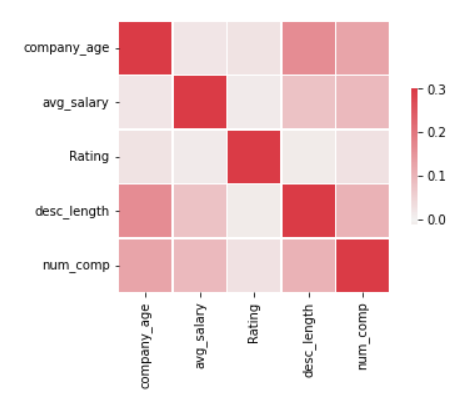 company_age
avg_salary
Rating
desc_length
num_comp
0.3
0.2
0.1
0.0
company_age
avg_salary
Rating
desc_length
num_comp